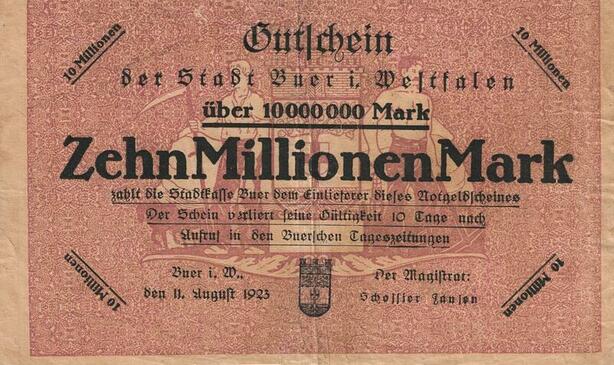 10 Millionen
10 Millionen
Gutschein
der Stadt Buer i. Westfalen
über 10000000 Mark
Zehn Millionen Mark
zahlt die Stadtkasse Buer dem Einlieferer dieses Notgeldscheines
Der Schein verliert seine Gültigkeit 10 Tage nach
Aufruf in den Buerschen Tageszeitungen
Buer i. W.,
den 11. August 1923
Der Magistrat:
10 Millionen
10 Millionen